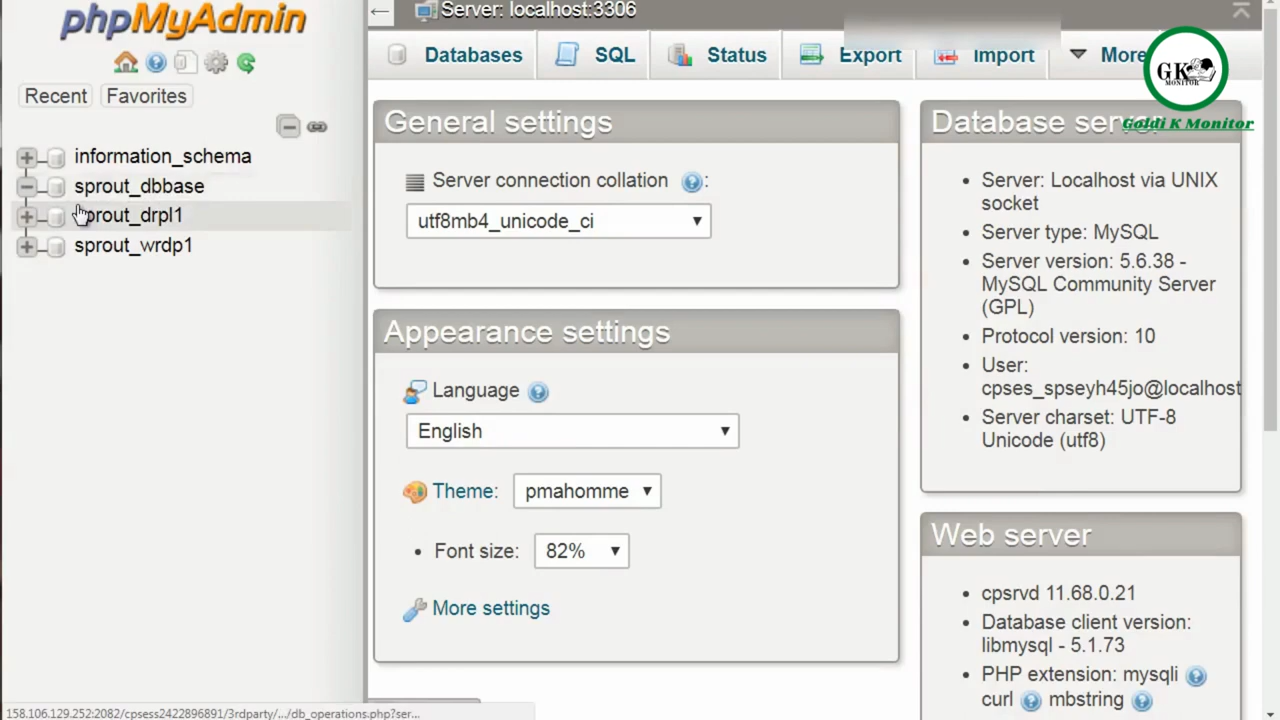 phpMyAdmin
Recent
Favorites
information_schema
sprout_dbbase
sprout_drpl1
sprout_wrdp1
Server: localhost:3306
Databases
SQL
Status
Export
Import
More
GK
MONITOR
Goldi K Monitor
General settings
Server connection collation :
utf8mb4_unicode_ci
Appearance settings
Language
English
Theme:
pmahomme
• Font size:
82%
More settings
Database server
• Server: Localhost via UNIX
socket
• Server type: MySQL
• Server version: 5.6.38 -
MySQL Community Server
(GPL)
• Protocol version: 10
• User:
cpses_spseyh45jo@localhost
• Server charset: UTF-8
Unicode (utf8)
Web server
• cpsrvd 11.68.0.21
• Database client version:
libmysql - 5.1.73
• PHP extension: mysqli
curl mbstring
158.106.129.252:2082/cpsess2422896891/3rdparty/.../db_operations.php?ser...